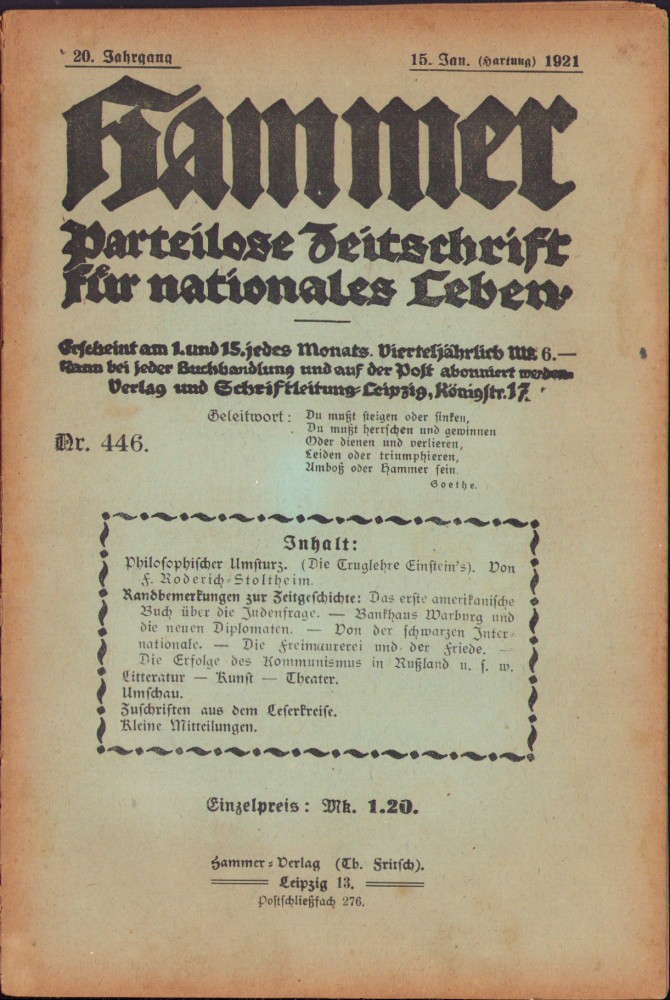 20. Jahrgang
15. Jan. (Hartung) 1921
Hammer
Parteilose Zeitschrift
für nationales Leben
Erscheint am 1. und 15. jedes Monats. Vierteljährlich Mk 6.—
Kann bei jeder Buchhandlung und auf der Post abonniert werden
Verlag und Schriftleitung: Leipzig, Königstr. 17.
Geleitwort: Du mußt steigen oder sinken,
Du mußt herrschen und gewinnen
Oder dienen und verlieren,
Leiden oder triumphieren,
Amboß oder Hammer sein.
Goethe.
Nr. 446.
Inhalt:
Philosophischer Umsturz. (Die Truglehre Einstein's). Von
F. Roderich-Stoltheim.
Randbemerkungen zur Zeitgeschichte: Das erste amerikanische
Buch über die Judenfrage. — Bankhaus Warburg und
die neuen Diplomaten. — Von der schwarzen Inter-
nationale. — Die Freimaurerei und der Friede. —
Die Erfolge des Kommunismus in Rußland u. s. w.
Litteratur — Kunst — Theater.
Umschau.
Zuschriften aus dem Leserkreise.
Kleine Mitteilungen.
Einzelpreis: Mk. 1.20.
Hammer-Verlag (Th. Fritsch).
Leipzig 13.
Postschließfach 276.